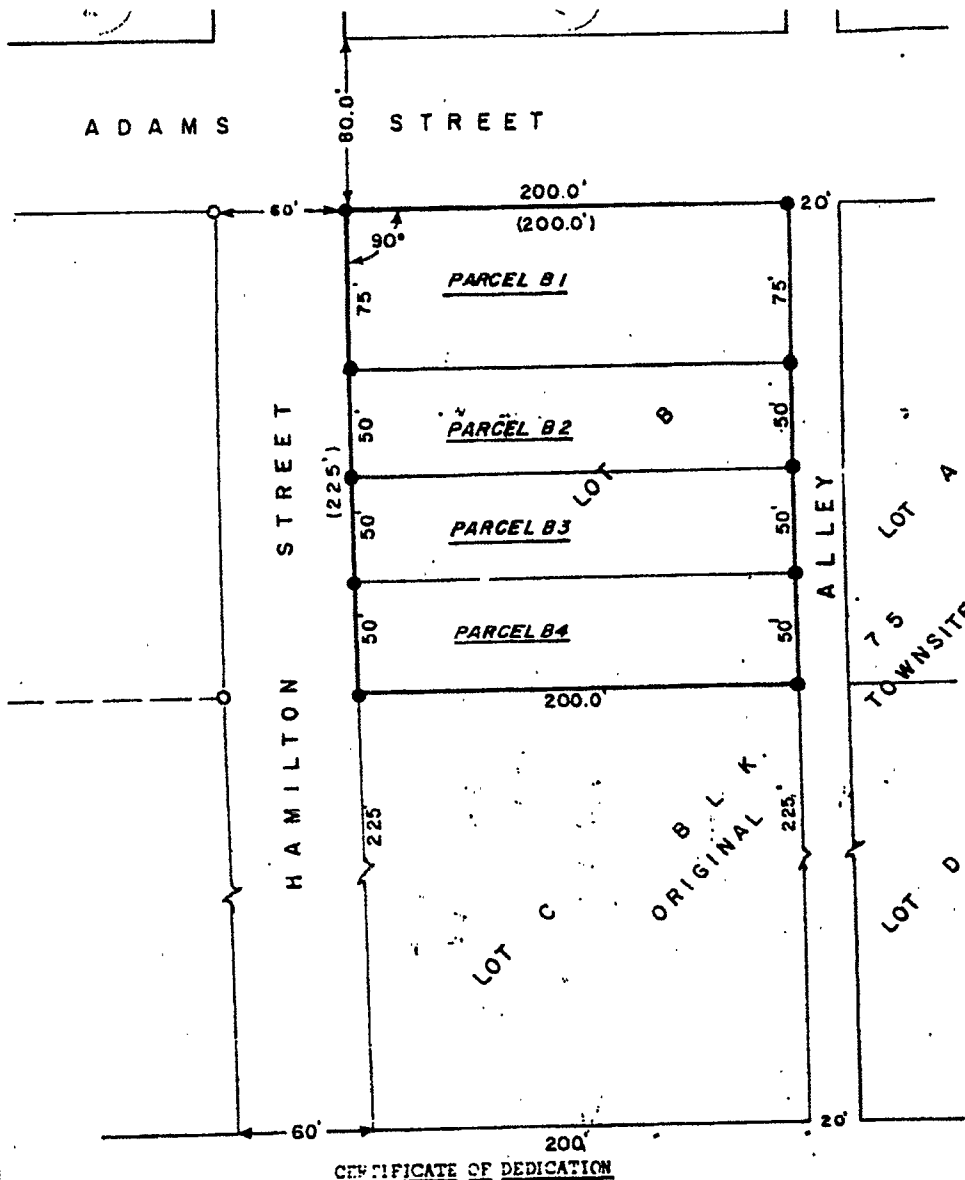 80.0'
ADAMS STREET
60'
200.0'
20'
(200.0')
90°
PARCEL B1
75'
75'
50'
PARCEL B2
50'
LOT B
HAMILTON STREET
(225')
50'
PARCEL B3
50'
ALLEY
LOT A
50'
PARCEL B4
50'
75
TOWNSITE
200.0'
225'
BLK.
ORIGINAL
225'
LOT C
LOT D
60'
200'
20'
CERTIFICATE OF DEDICATION